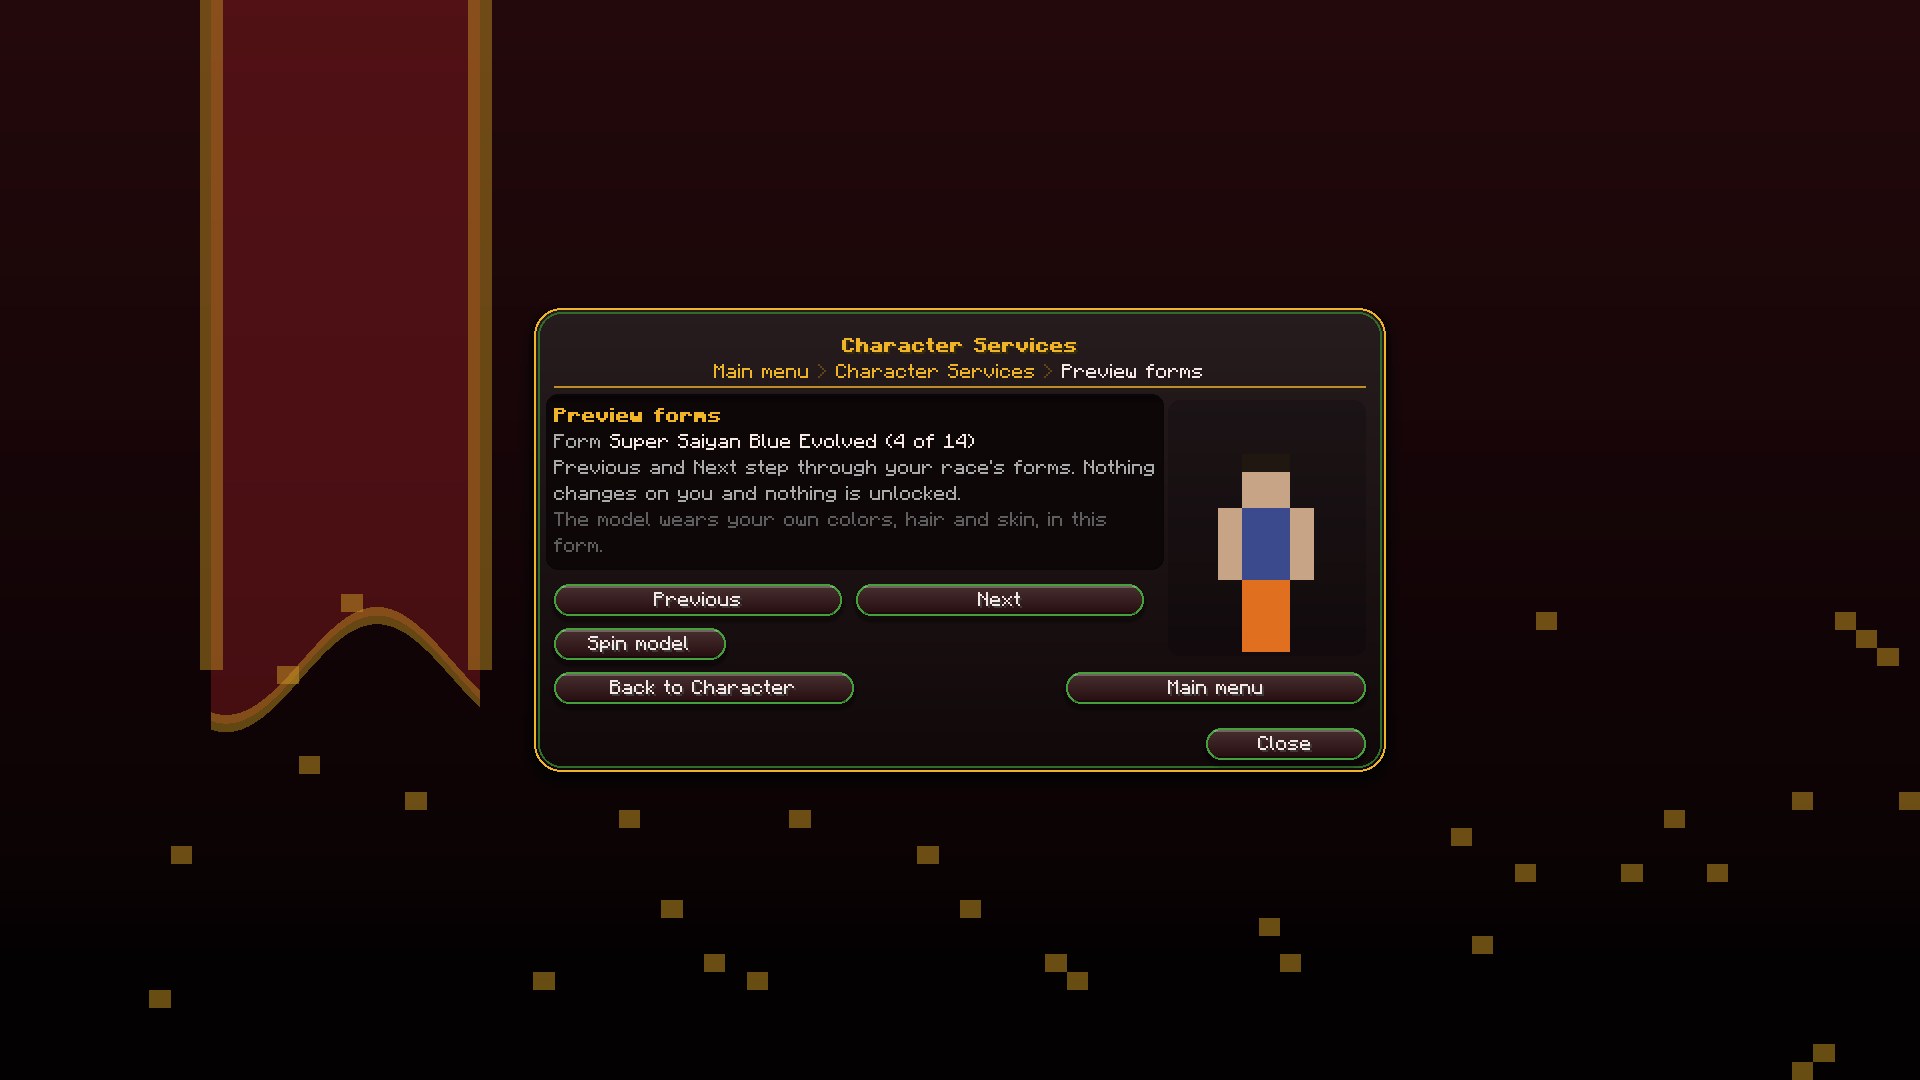 Character Services
Main menu > Character Services > Preview forms
Preview forms
Form Super Saiyan Blue Evolved (4 of 14)
Previous and Next step through your race's forms. Nothing
changes on you and nothing is unlocked.
The model wears your own colors, hair and skin, in this
form.
Previous
Next
Spin model
Back to Character
Main menu
Close